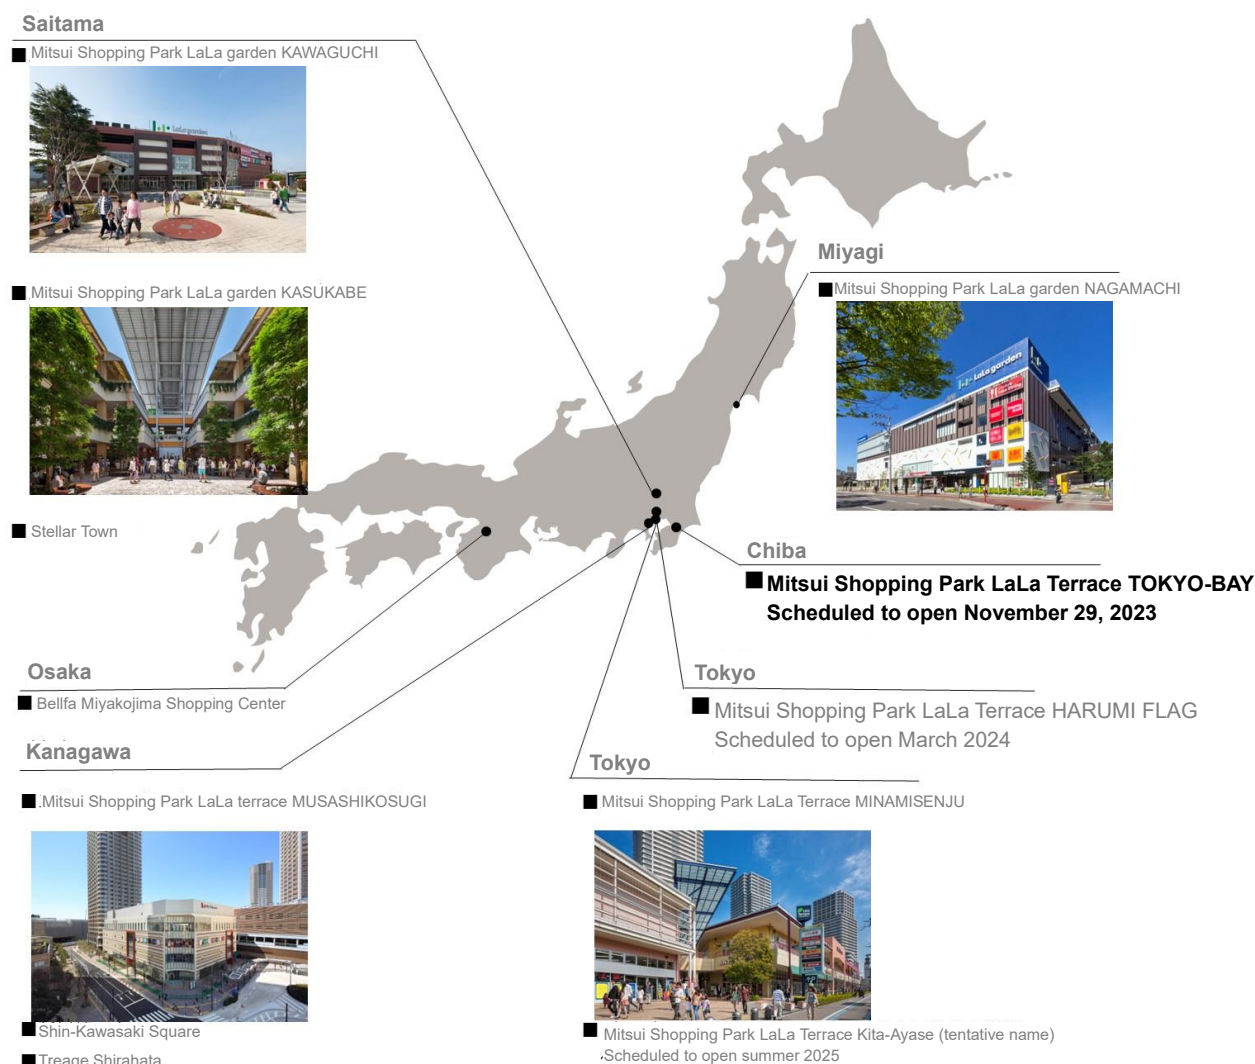 Saitama
Mitsui Shopping Park LaLa garden KAWAGUCHI
LaLa garden
Mitsui Shopping Park LaLa garden KASUKABE
Stellar Town
Miyagi
Mitsui Shopping Park LaLa garden NAGAMACHI
LaLa garden
Chiba
Mitsui Shopping Park LaLa Terrace TOKYO-BAY
Scheduled to open November 29, 2023
Osaka
Bellfa Miyakojima Shopping Center
Tokyo
Mitsui Shopping Park LaLa Terrace HARUMI FLAG
Scheduled to open March 2024
Kanagawa
.Mitsui Shopping Park LaLa terrace MUSASHIKOSUGI
Shin-Kawasaki Square
Treage Shirahata
Tokyo
Mitsui Shopping Park LaLa Terrace MINAMISENJU
Mitsui Shopping Park LaLa Terrace Kita-Ayase (tentative name)
Scheduled to open summer 2025